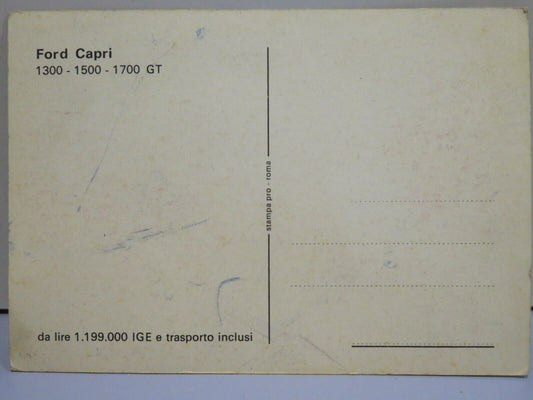 Ford Capri
1300 - 1500 - 1700 GT
stampa pro - roma
da lire 1.199.000 IGE e trasporto inclusi